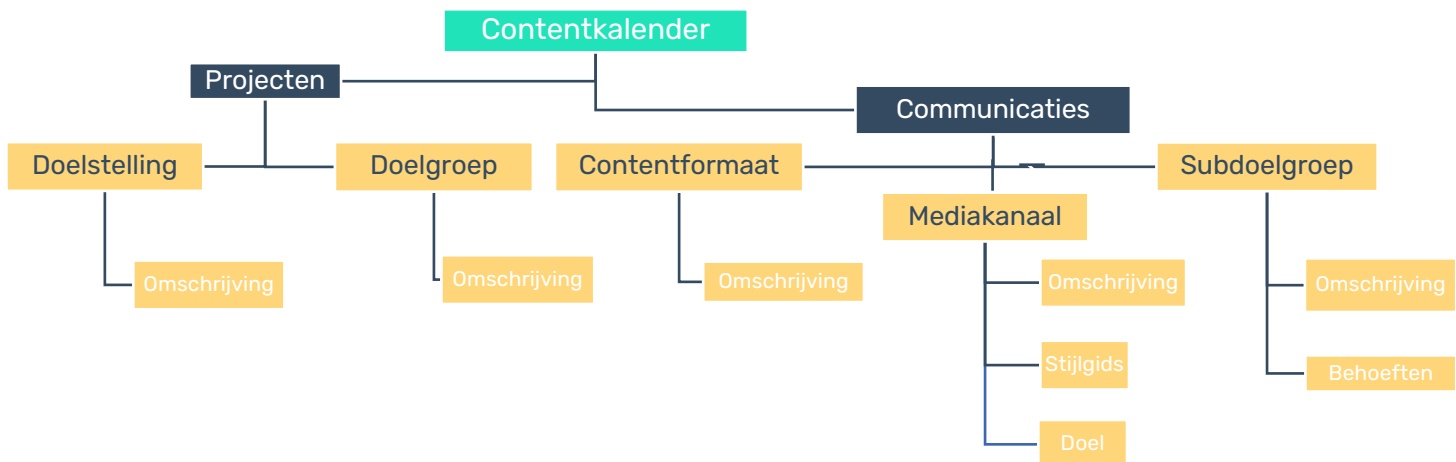 Contentkalender
Projecten
Communicaties
Doelstelling
Doelgroep
Contentformaat
Subdoelgroep
Mediakanaal
Omschrijving
Omschrijving
Omschrijving
Omschrijving
Omschrijving
Stijlgids
Behoeften
Doel